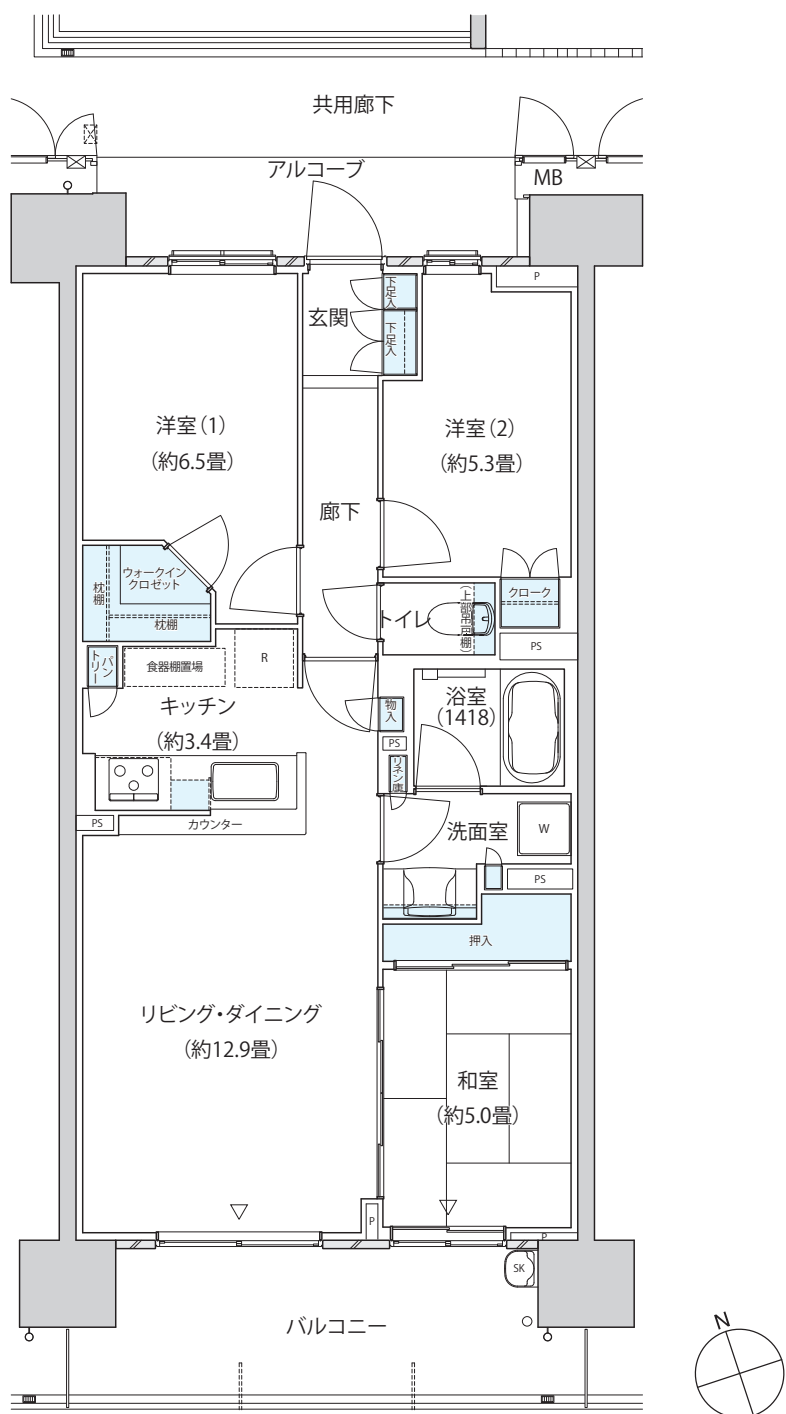 共用廊下
アルコーブ
MB
P
玄関
下足入
下足入
洋室(1)
(約6.5畳)
洋室(2)
(約5.3畳)
廊下
ウォークイン
クロゼット
枕棚
枕棚
トイレ
(上部吊戸棚)
クローク
PS
パン
トリー
食器棚置場
R
キッチン
(約3.4畳)
物入
PS
浴室
(1418)
リネン庫
カウンター
PS
洗面室
W
PS
押入
リビング・ダイニング
(約12.9畳)
和室
(約5.0畳)
P
P
SK
バルコニー
N